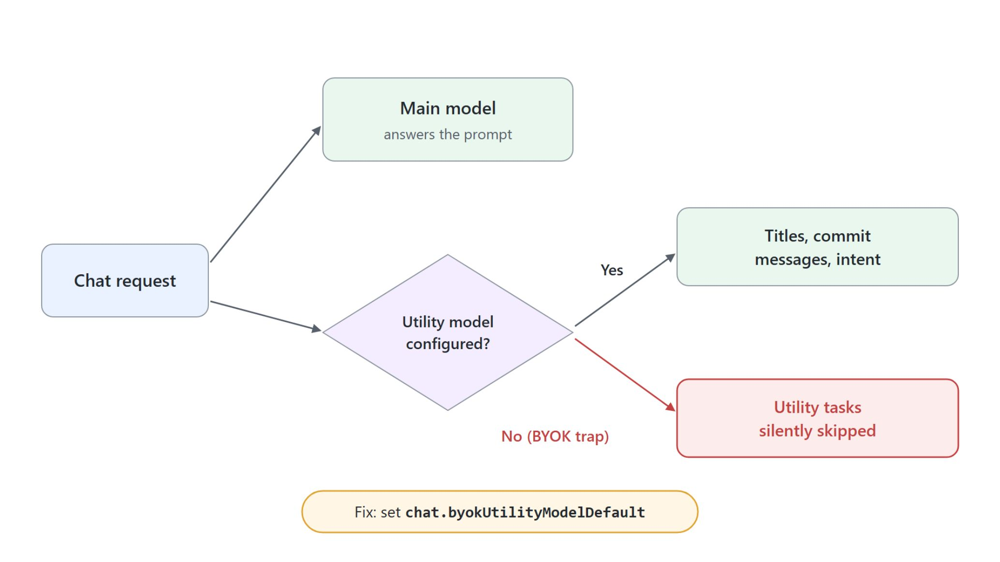 Main model
answers the prompt
Chat request
Utility model
configured?
Yes
Titles, commit
messages, intent
No (BYOK trap)
Utility tasks
silently skipped
Fix: set chat.byokUtilityModelDefault